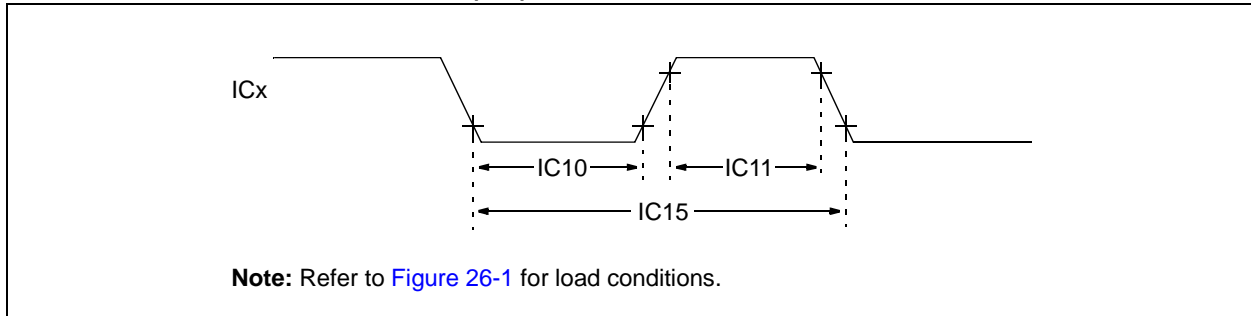 ICx
IC10
IC11
IC15
Note: Refer to Figure 26-1 for load conditions.